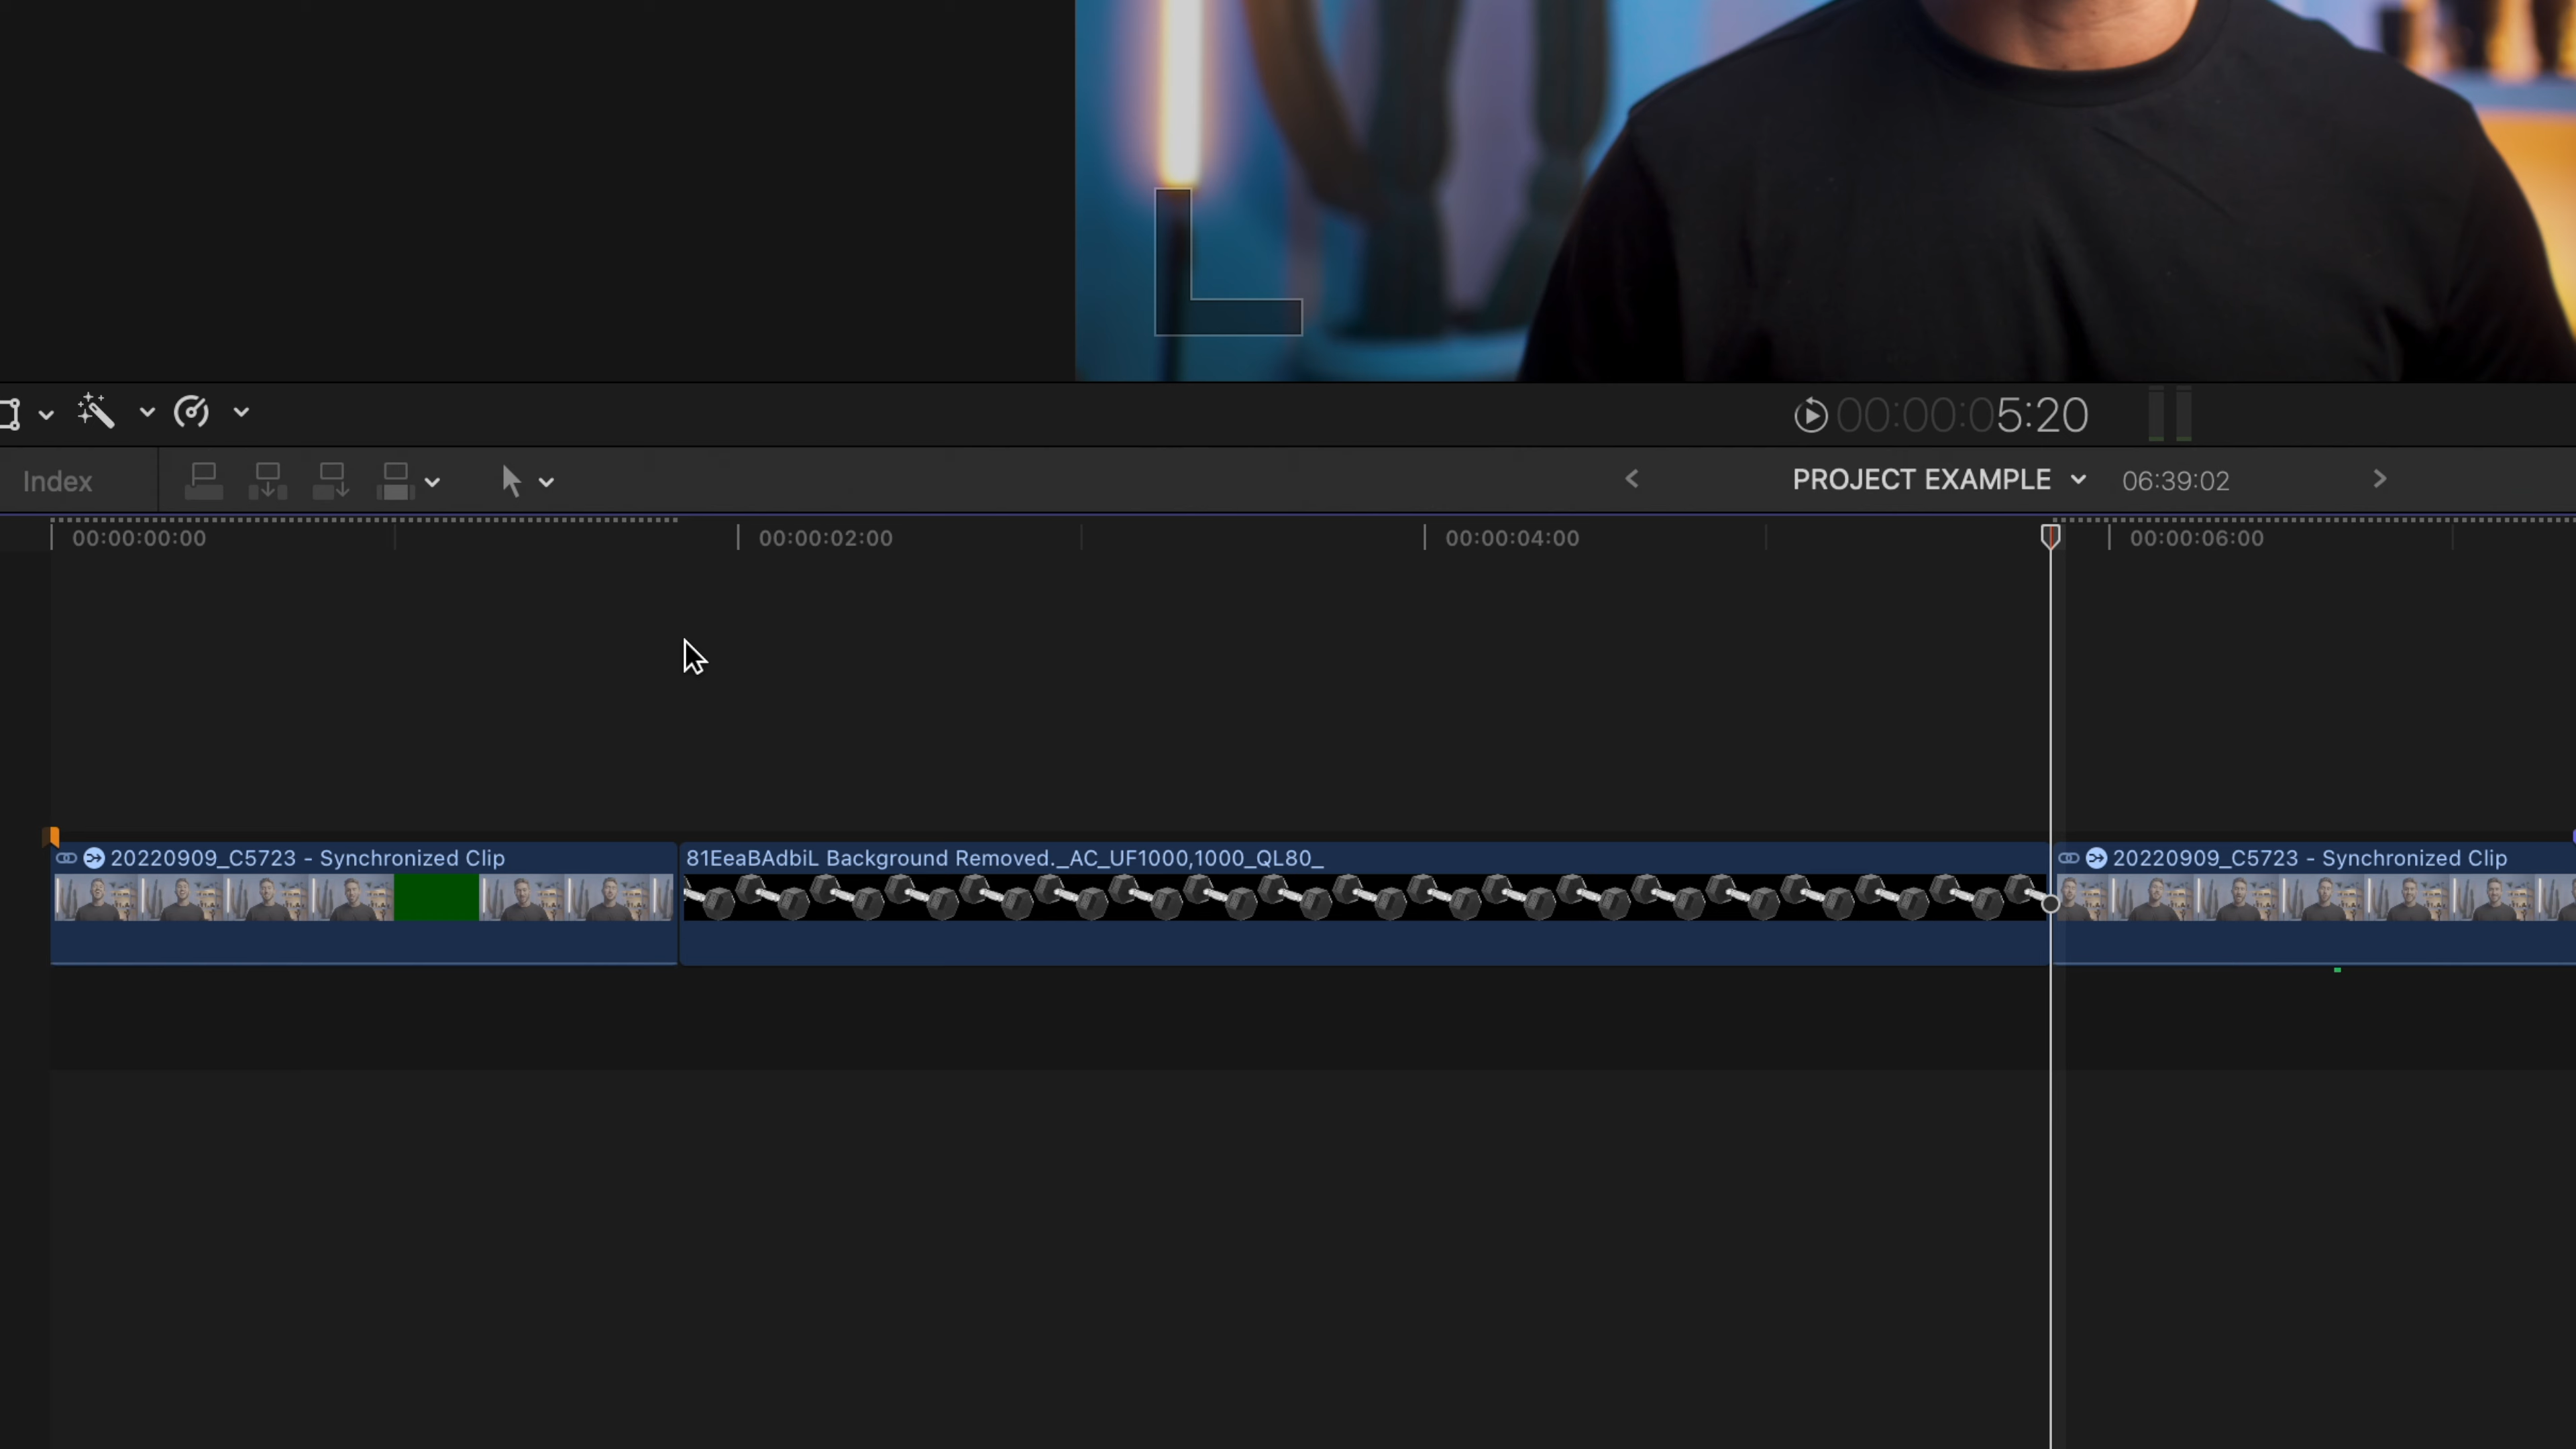 00:00:05:20
Index
PROJECT EXAMPLE
06:39:02
00:00:00:00
00:00:02:00
00:00:04:00
00:00:06:00
20220909_C5723 - Synchronized Clip
81EeaBAdbiL Background Removed._AC_UF1000,1000_QL80_
20220909_C5723 - Synchronized Clip